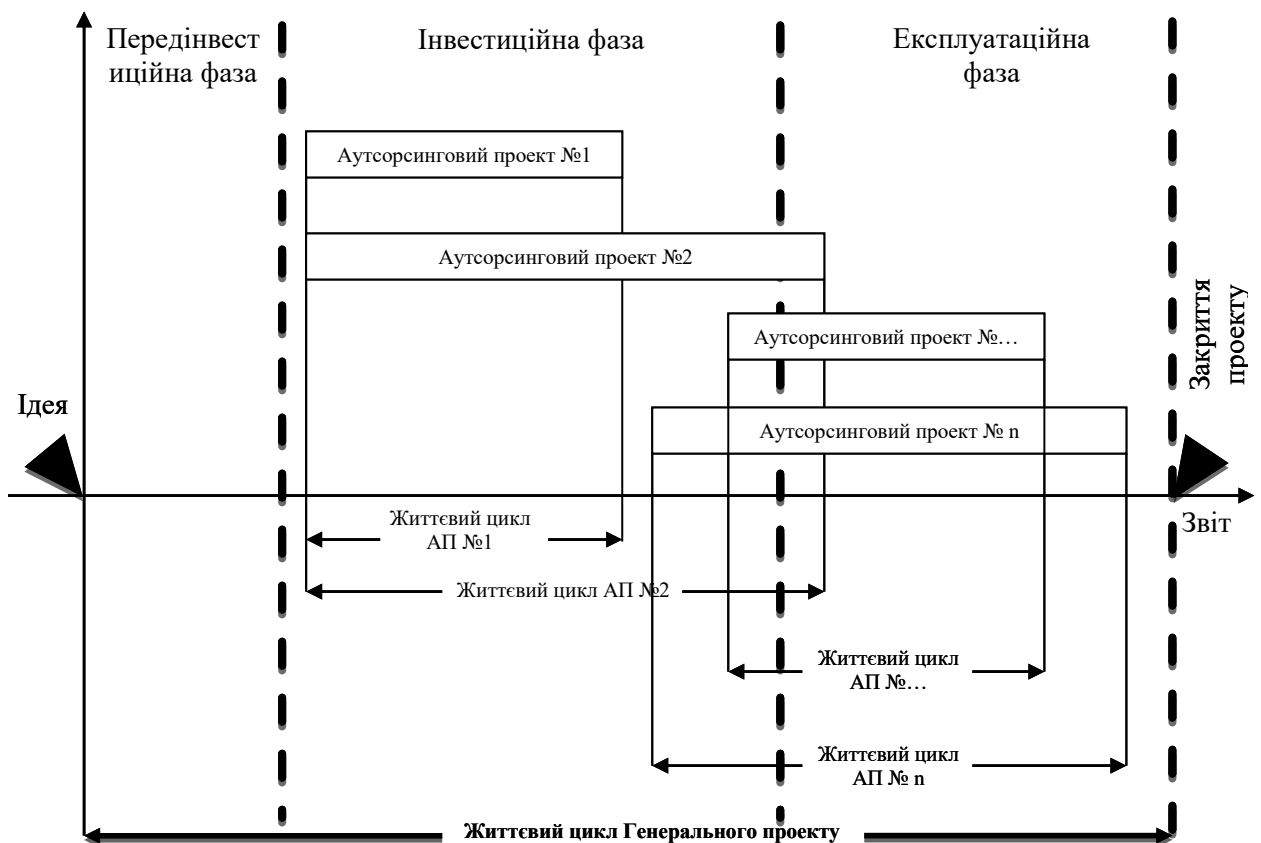 Передінвест
иційна фаза
Інвестиційна фаза
Експлуатаційна
фаза
Аутсорсинговий проект №1
Аутсорсинговий проект №2
Аутсорсинговий проект №…
Аутсорсинговий проект № n
Закриття
проекту
Ідея
Звіт
Життєвий цикл
АП №1
Життєвий цикл АП №2
Життєвий цикл
АП №…
Життєвий цикл
АП № n
Життєвий цикл Генерального проекту